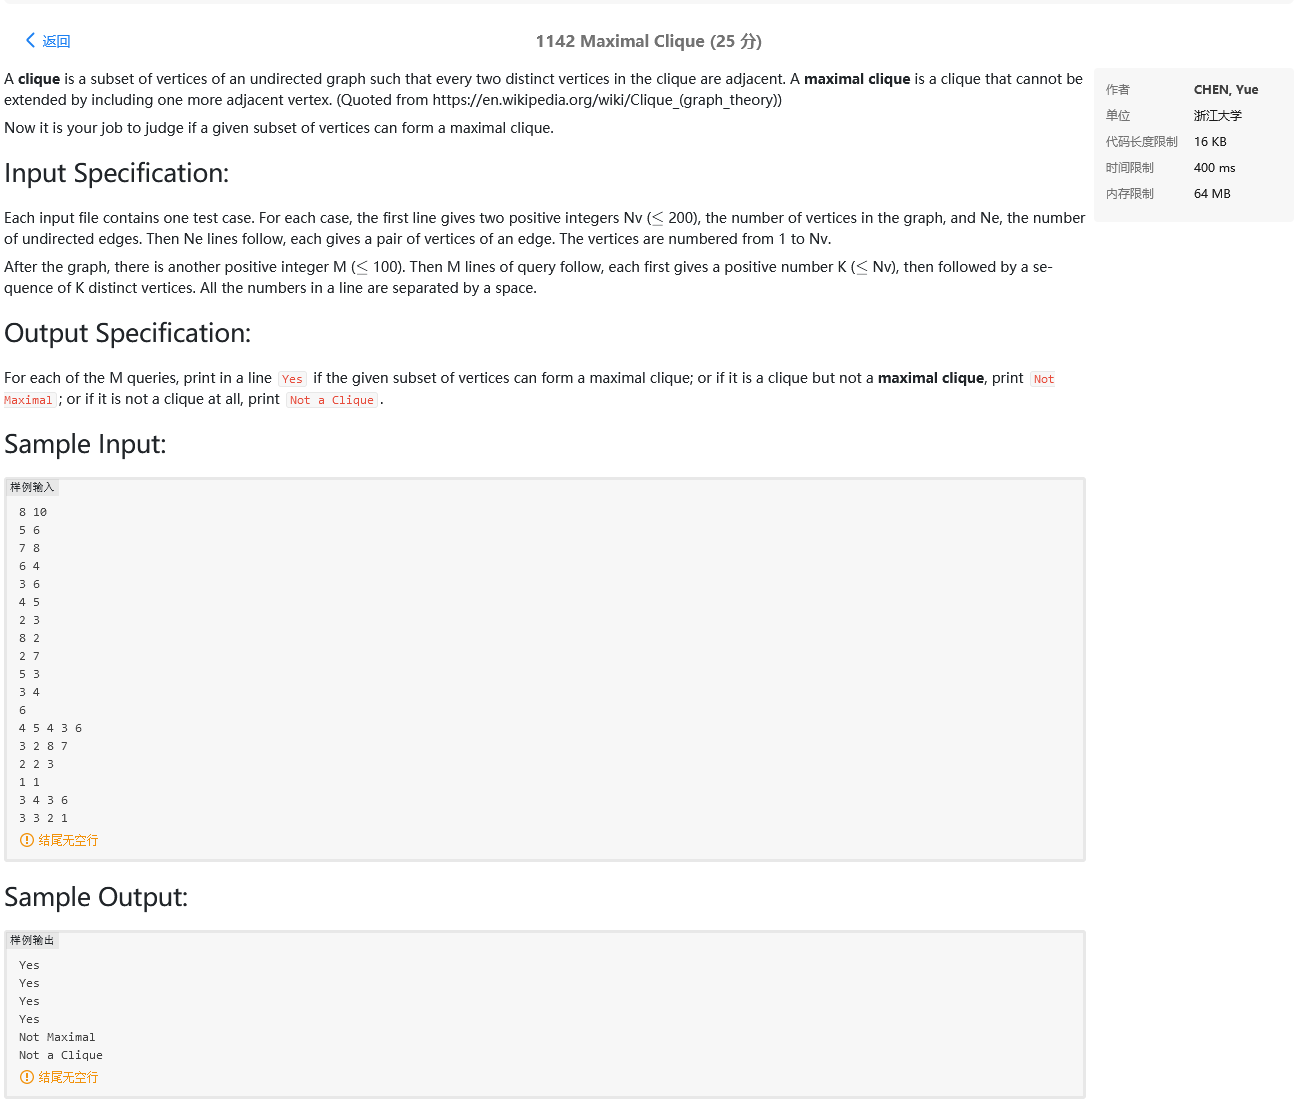 返回
1142 Maximal Clique (25 分)
A clique is a subset of vertices of an undirected graph such that every two distinct vertices in the clique are adjacent. A maximal clique is a clique that cannot be
extended by including one more adjacent vertex. (Quoted from https://en.wikipedia.org/wiki/Clique_(graph_theory))
Now it is your job to judge if a given subset of vertices can form a maximal clique.
作者 CHEN, Yue
单位 浙江大学
代码长度限制 16 KB
时间限制 400 ms
内存限制 64 MB
Input Specification:
Each input file contains one test case. For each case, the first line gives two positive integers Nv (≤ 200), the number of vertices in the graph, and Ne, the number
of undirected edges. Then Ne lines follow, each gives a pair of vertices of an edge. The vertices are numbered from 1 to Nv.
After the graph, there is another positive integer M (≤ 100). Then M lines of query follow, each first gives a positive number K (≤ Nv), then followed by a se-
quence of K distinct vertices. All the numbers in a line are separated by a space.
Output Specification:
For each of the M queries, print in a line Yes if the given subset of vertices can form a maximal clique; or if it is a clique but not a maximal clique, print Not
Maximal; or if it is not a clique at all, print Not a Clique.
Sample Input:
样例输入
8 10
5 6
7 8
6 4
3 6
4 5
2 3
8 2
2 7
5 3
3 4
6
4 5 4 3 6
3 2 8 7
2 2 3
1 1
3 4 3 6
3 3 2 1
结尾无空行
Sample Output:
样例输出
Yes
Yes
Yes
Yes
Not Maximal
Not a Clique
结尾无空行